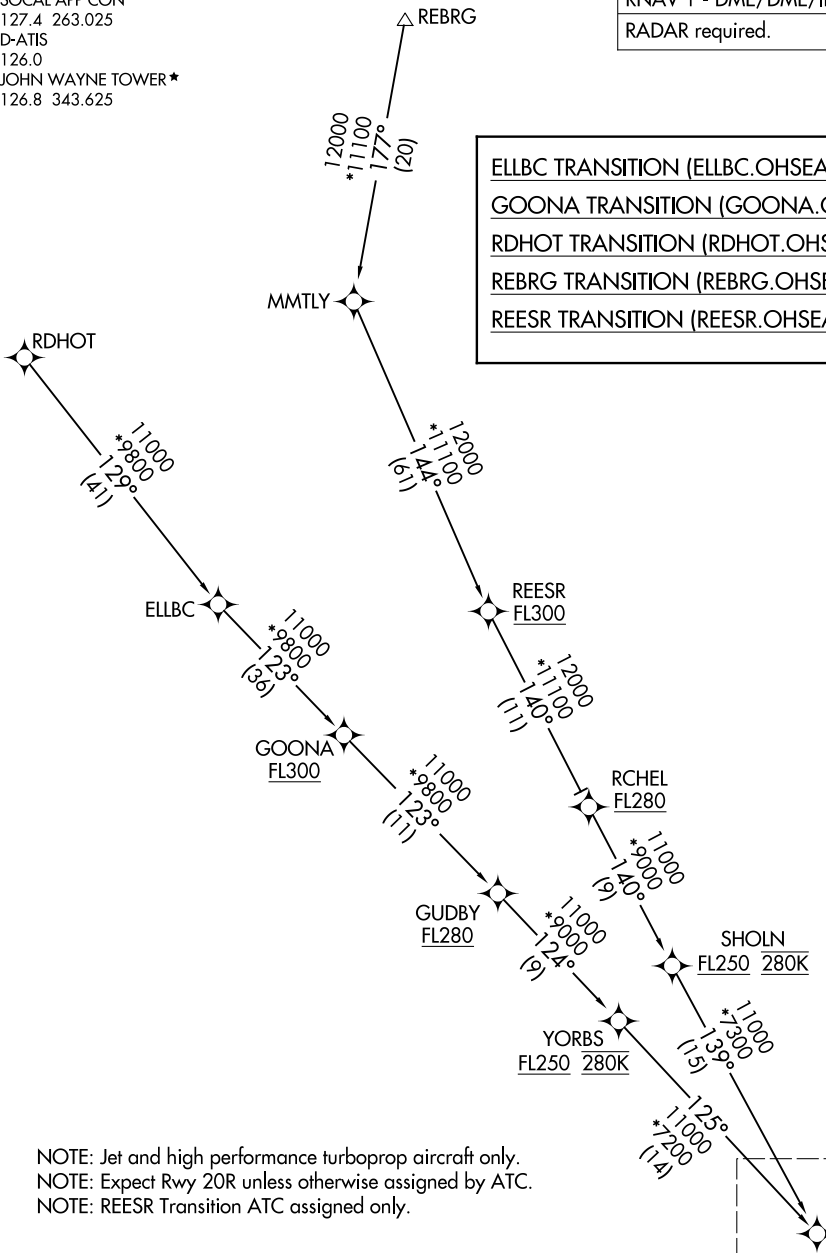 127.4 263.025
D-ATIS
126.0
JOHN WAYNE TOWER★
126.8 343.625
REBRG
RADAR required.
12000
*11100
177°
(20)
ELLBC TRANSITION (ELLBC.OHSEA
GOONA TRANSITION (GOONA.
RDHOT TRANSITION (RDHOT.OHS
REBRG TRANSITION (REBRG.OHSE
REESR TRANSITION (REESR.OHSEA
MMTLY
RDHOT
11000
*9800
129°
(41)
12000
*11100
144°
(61)
ELLBC
REESR
FL300
11000
*9800
123°
(36)
12000
*11100
140°
(11)
GOONA
FL300
11000
*9800
123°
(11)
RCHEL
FL280
11000
*9000
140°
(9)
GUDBY
FL280
11000
*9000
124°
(9)
SHOLN
FL250 280K
11000
*7300
139°
(15)
YORBS
FL250 280K
125°
11000
*7200
(14)
NOTE: Jet and high performance turboprop aircraft only.
NOTE: Expect Rwy 20R unless otherwise assigned by ATC.
NOTE: REESR Transition ATC assigned only.